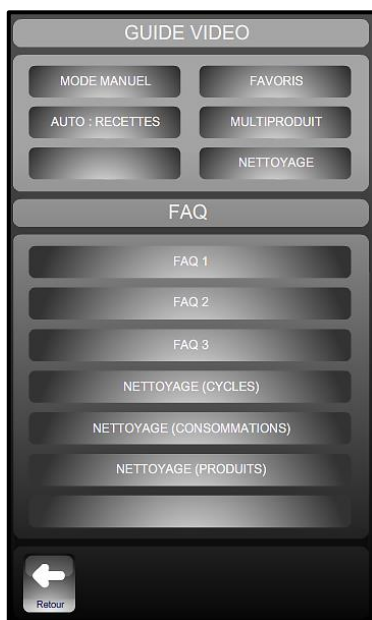 GUIDE VIDEO
MODE MANUEL
FAVORIS
AUTO : RECETTES
MULTIPRODUIT
NETTOYAGE
FAQ
FAQ 1
FAQ 2
FAQ 3
NETTOYAGE (CYCLES)
NETTOYAGE (CONSOMMATIONS)
NETTOYAGE (PRODUITS)
Retour